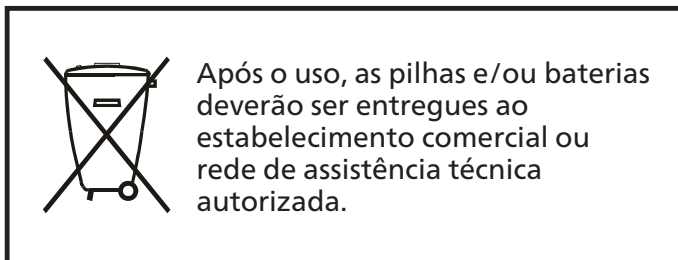 Após o uso, as pilhas e/ou baterias
deverão ser entregues ao
estabelecimento comercial ou
rede de assistência técnica
autorizada.